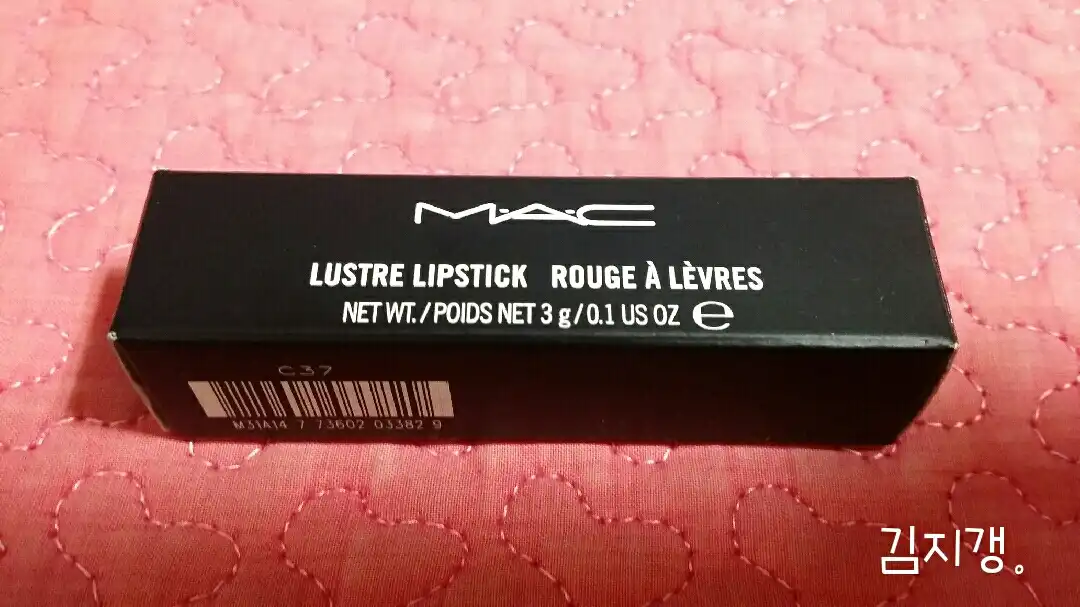 M·A·C
LUSTRE LIPSTICK ROUGE À LÈVRES
NET WT./POIDS NET 3 g/0.1 US OZ ℮
C37
M31A14 7 73602 03382 9
김지갱。